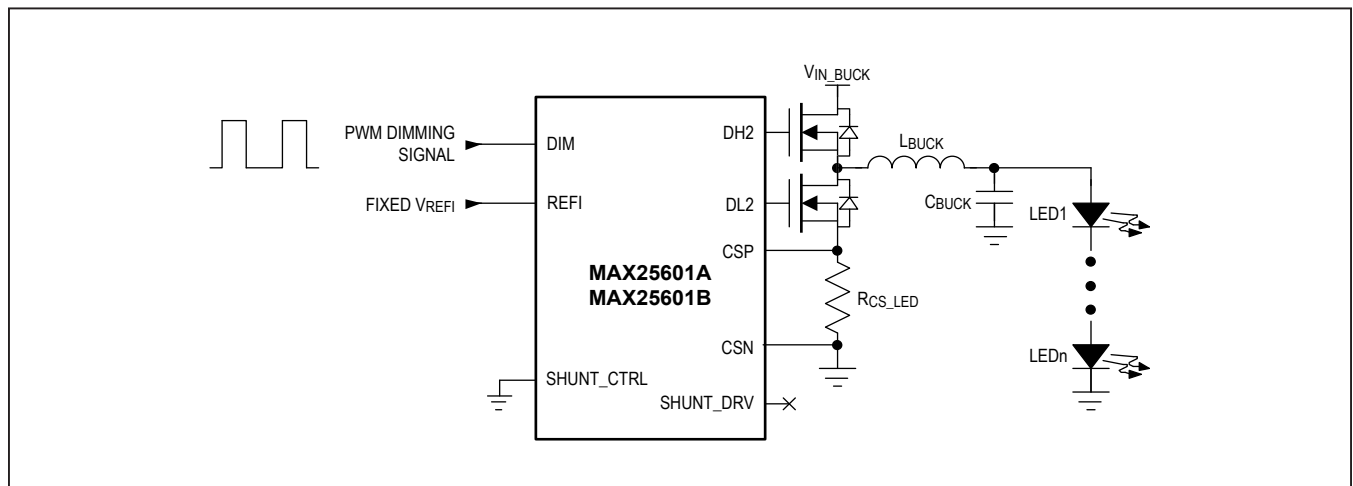 VIN_BUCK
PWM DIMMING
SIGNAL
DIM
DH2
LBUCK
FIXED VREFI
REFI
DL2
CBUCK
LED1
CSP
MAX25601A
MAX25601B
RCS_LED
CSN
LEDn
SHUNT_CTRL
SHUNT_DRV